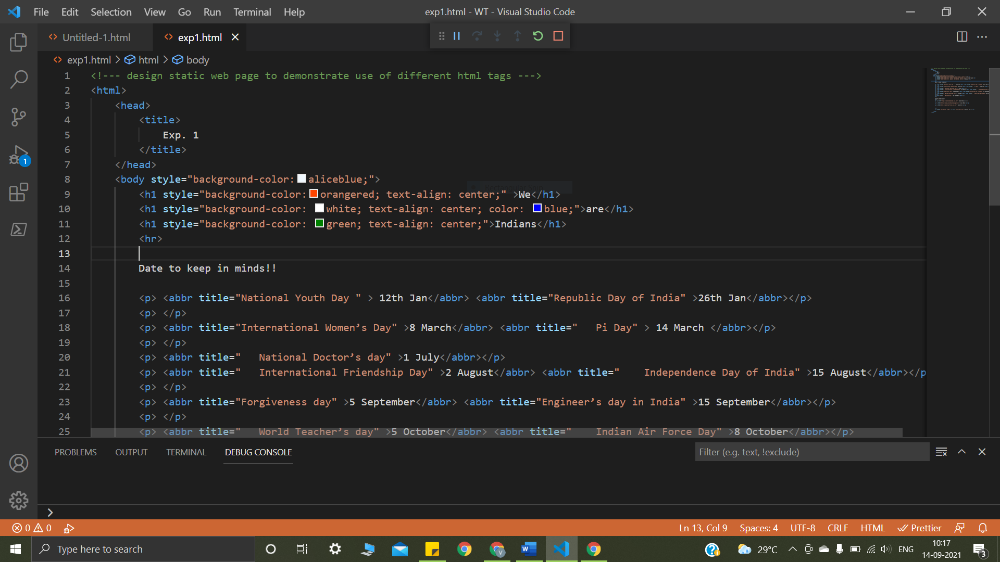 File Edit Selection View Go Run Terminal Help exp1.html - WT - Visual Studio Code
Untitled-1.html exp1.html
exp1.html > html > body
1 <!--- design static web page to demonstrate use of different html tags --->
2 <html>
3 <head>
4 <title>
5 Exp. 1
6 </title>
7 </head>
8 <body style="background-color: aliceblue;">
9 <h1 style="background-color: orangered; text-align: center;" >We</h1>
10 <h1 style="background-color: white; text-align: center; color: blue;">are</h1>
11 <h1 style="background-color: green; text-align: center;">Indians</h1>
12 <hr>
13
14 Date to keep in minds!!
15
16 <p> <abbr title="National Youth Day " > 12th Jan</abbr> <abbr title="Republic Day of India" >26th Jan</abbr></p>
17 <p> </p>
18 <p> <abbr title="International Women’s Day" >8 March</abbr> <abbr title="   Pi Day" > 14 March </abbr></p>
19 <p> </p>
20 <p> <abbr title="   National Doctor’s day" >1 July</abbr></p>
21 <p> <abbr title="   International Friendship Day" >2 August</abbr> <abbr title="    Independence Day of India" >15 August</abbr></p
22 <p> </p>
23 <p> <abbr title="Forgiveness day" >5 September</abbr> <abbr title="Engineer’s day in India" >15 September</abbr></p>
24 <p> </p>
25 <p> <abbr title="   World Teacher’s day" >5 October</abbr> <abbr title="    Indian Air Force Day" >8 October</abbr></p>
1
PROBLEMS OUTPUT TERMINAL DEBUG CONSOLE Filter (e.g. text, !exclude)
0 0 Ln 13, Col 9 Spaces: 4 UTF-8 CRLF HTML Prettier
Type here to search 29°C ENG 10:17
14-09-2021 3